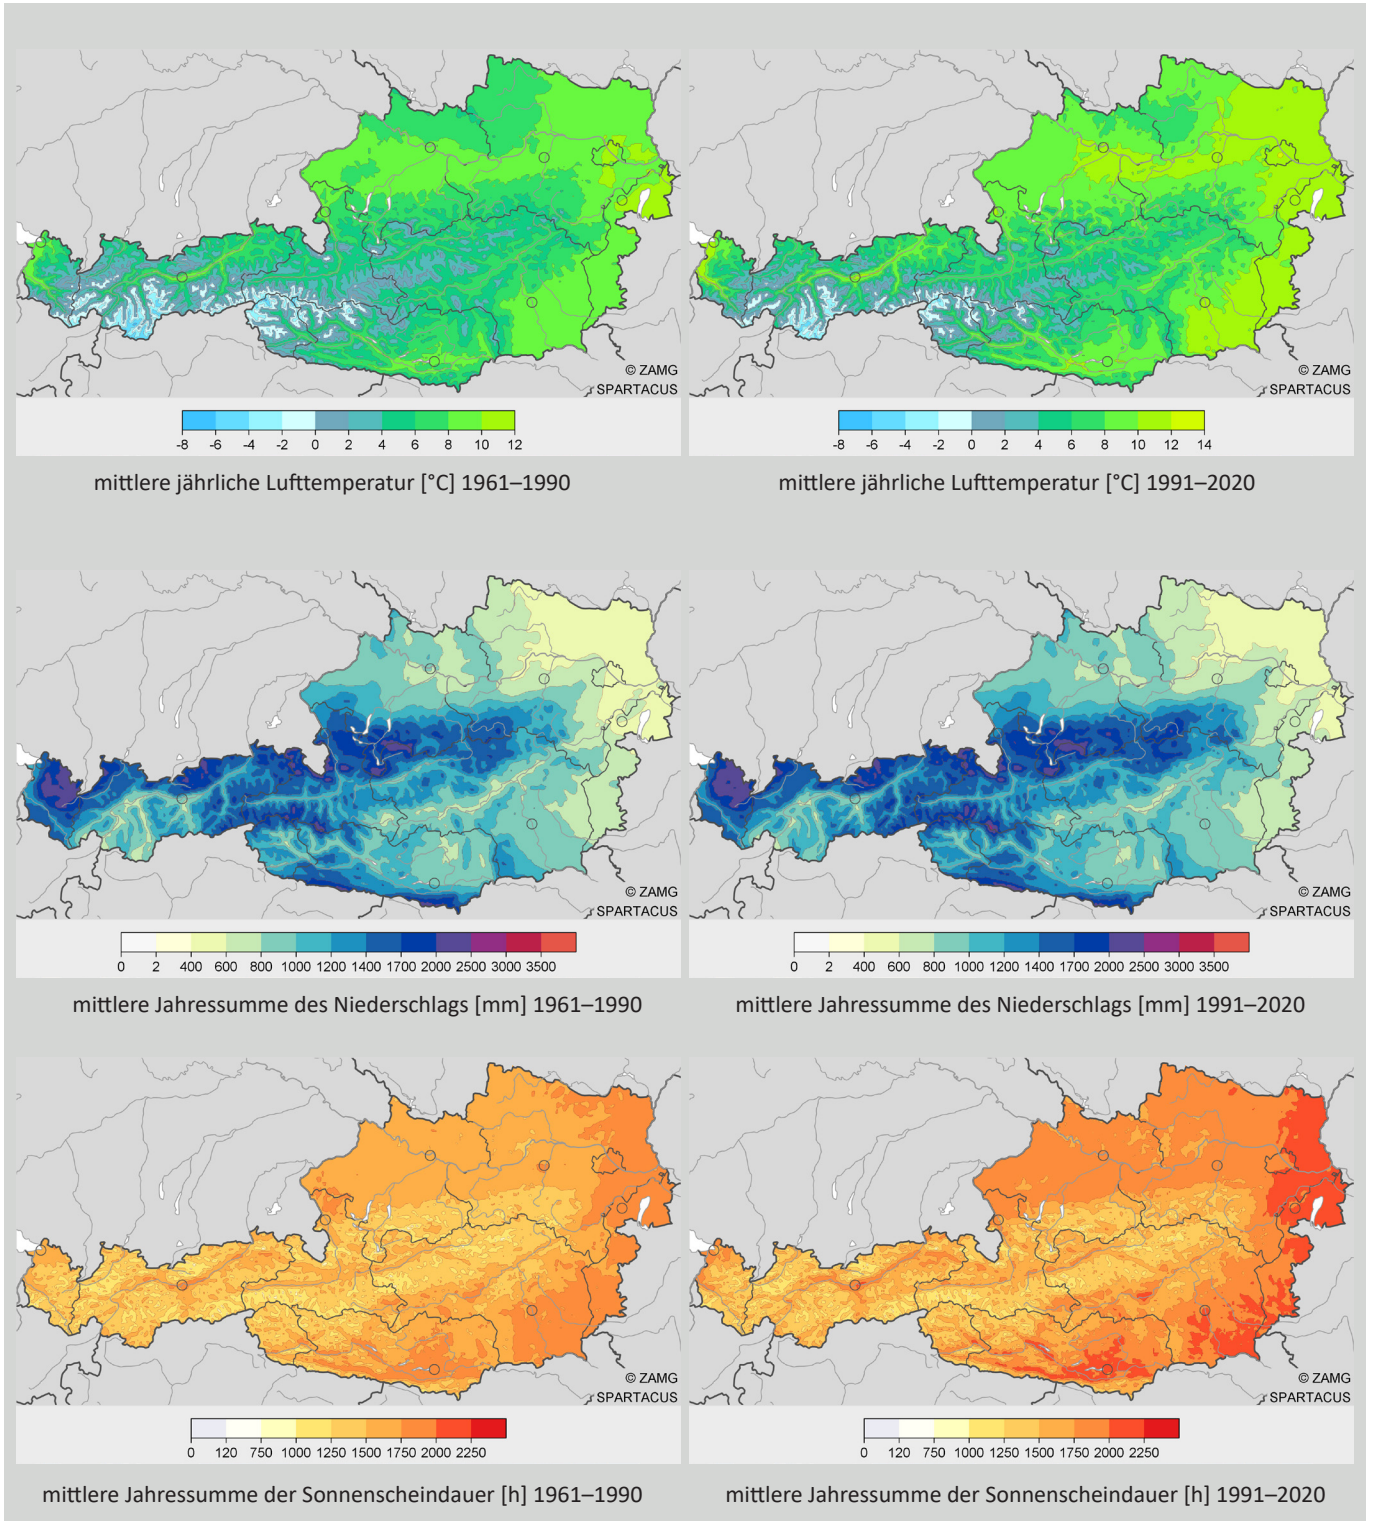 © ZAMG
SPARTACUS
© ZAMG
SPARTACUS
-8 -6 -4 -2 0 2 4 6 8 10 12
-8 -6 -4 -2 0 2 4 6 8 10 12 14
mittlere jährliche Lufttemperatur [°C] 1961–1990
mittlere jährliche Lufttemperatur [°C] 1991–2020
© ZAMG
SPARTACUS
© ZAMG
SPARTACUS
0 2 400 600 800 1000 1200 1400 1700 2000 2500 3000 3500
0 2 400 600 800 1000 1200 1400 1700 2000 2500 3000 3500
mittlere Jahressumme des Niederschlags [mm] 1961–1990
mittlere Jahressumme des Niederschlags [mm] 1991–2020
© ZAMG
SPARTACUS
© ZAMG
SPARTACUS
0 120 750 1000 1250 1500 1750 2000 2250
0 120 750 1000 1250 1500 1750 2000 2250
mittlere Jahressumme der Sonnenscheindauer [h] 1961–1990
mittlere Jahressumme der Sonnenscheindauer [h] 1991–2020